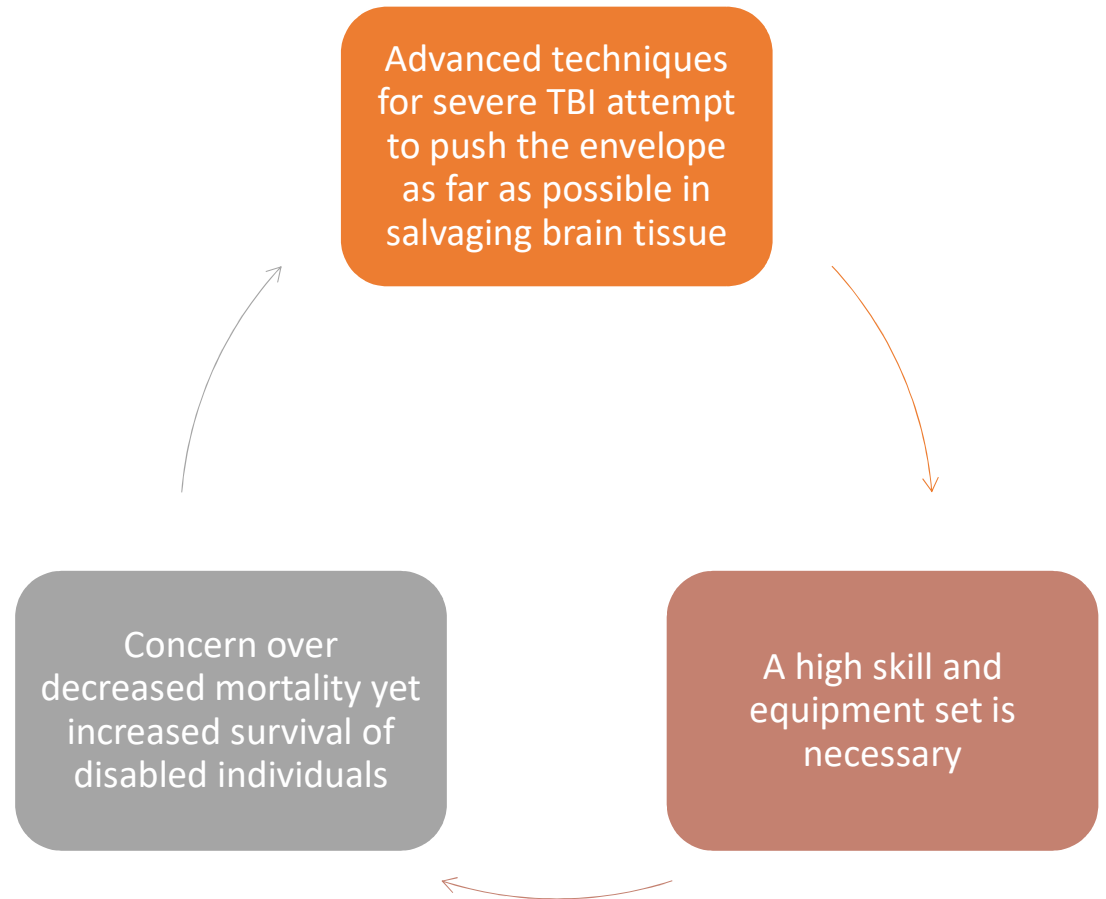 Advanced techniques
for severe TBI attempt
to push the envelope
as far as possible in
salvaging brain tissue
A high skill and
equipment set is
necessary
Concern over
decreased mortality yet
increased survival of
disabled individuals